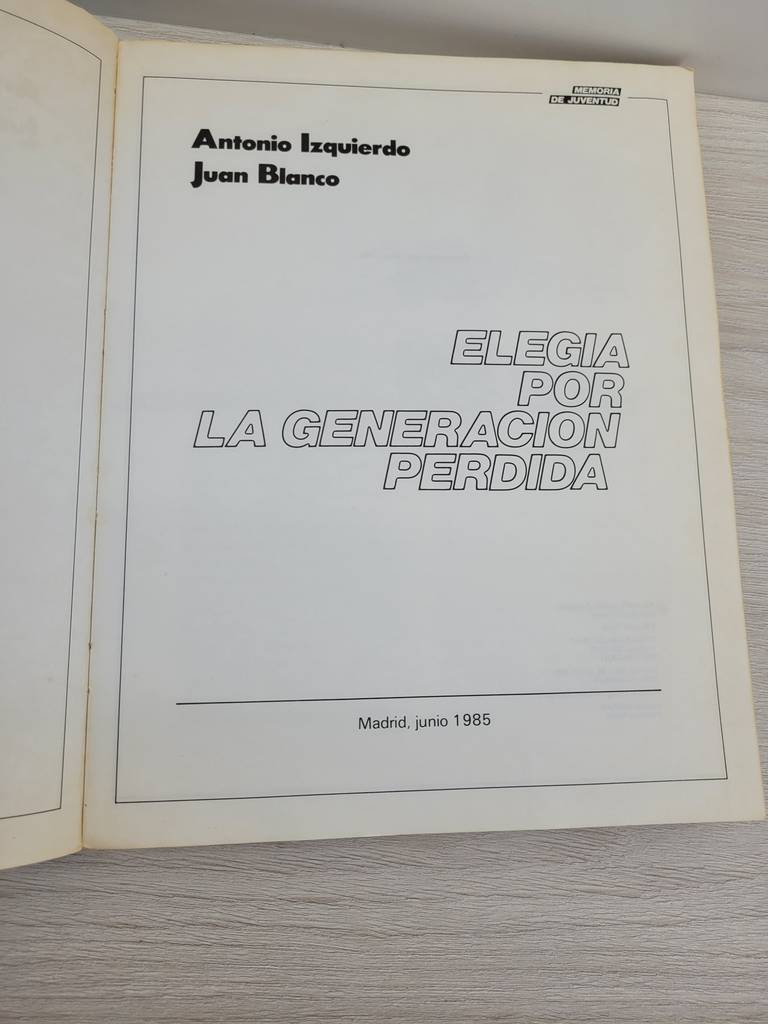 MEMORIA
DE JUVENTUD
Antonio Izquierdo
Juan Blanco
ELEGIA
POR
LA GENERACION
PERDIDA
Madrid, junio 1985